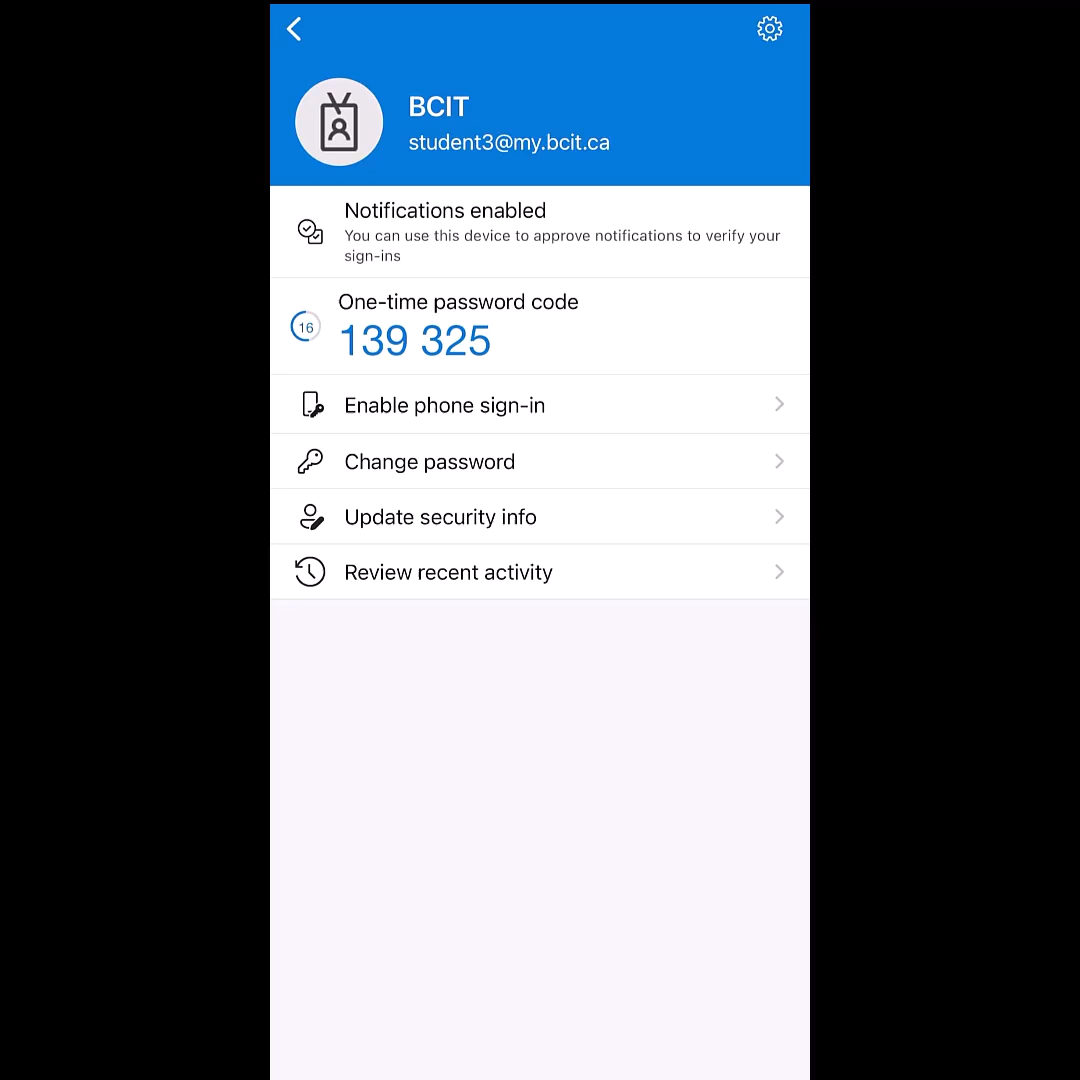 BCIT
student3@my.bcit.ca
Notifications enabled
You can use this device to approve notifications to verify your
sign-ins
One-time password code
16
139 325
Enable phone sign-in
Change password
Update security info
Review recent activity